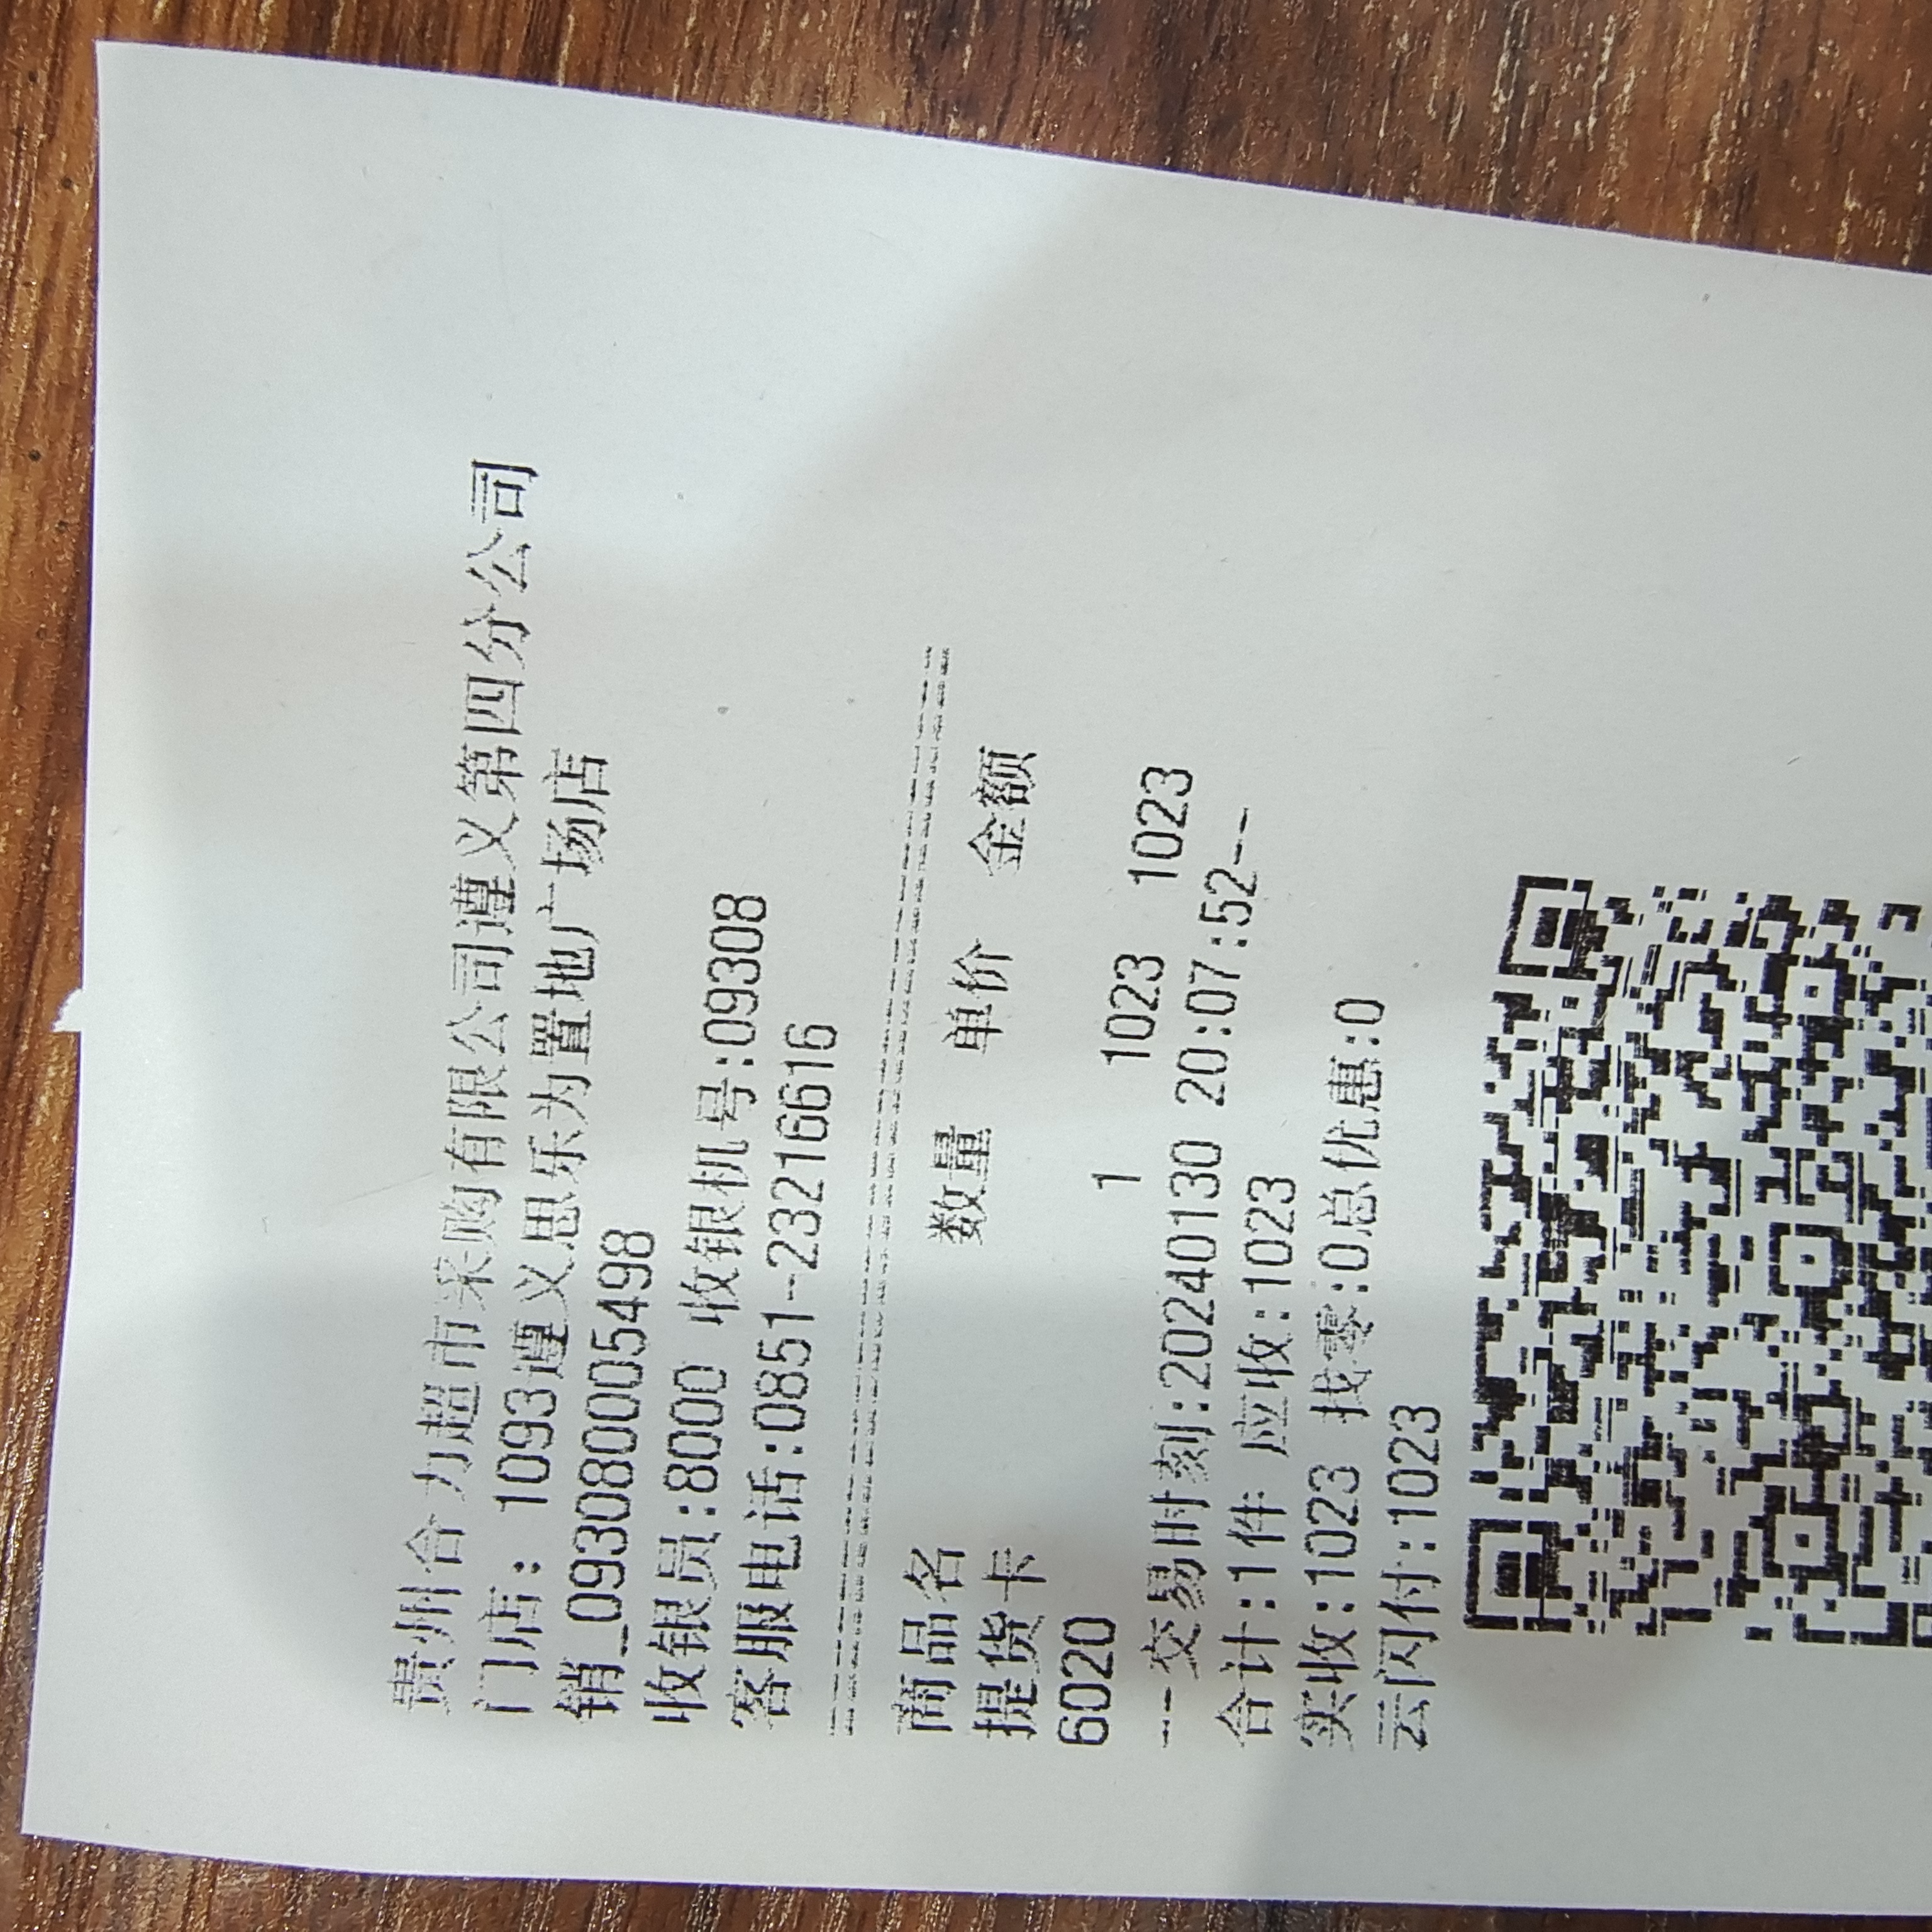 贵州合力超市采购有限公司遵义第四分公司
门店: 1093遵义思乐为置地广场店
销_093080005498
收银员:8000 收银机号:09308
客服电话:0851--23216616
商品名 数量 单价 金额
提货卡
6020 1 1023 1023
--交易时刻:20240130 20:07:52--
合计:1件 应收:1023
实收:1023 找零:0总优惠:0
云闪付:1023